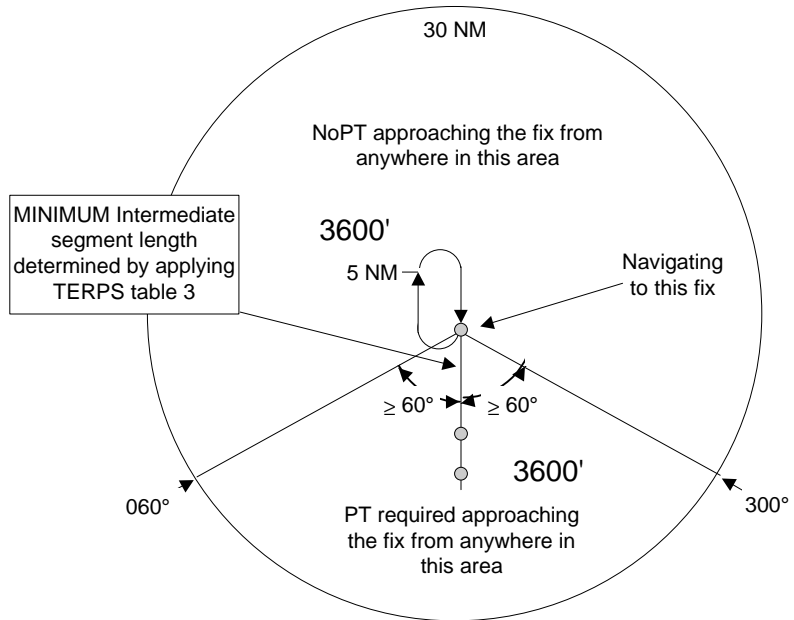 30 NM
NoPT approaching the fix from
anywhere in this area
MINIMUM Intermediate
segment length
determined by applying
TERPS table 3
3600'
5 NM
Navigating
to this fix
≥ 60°
≥ 60°
3600'
060°
300°
PT required approaching
the fix from anywhere in
this area